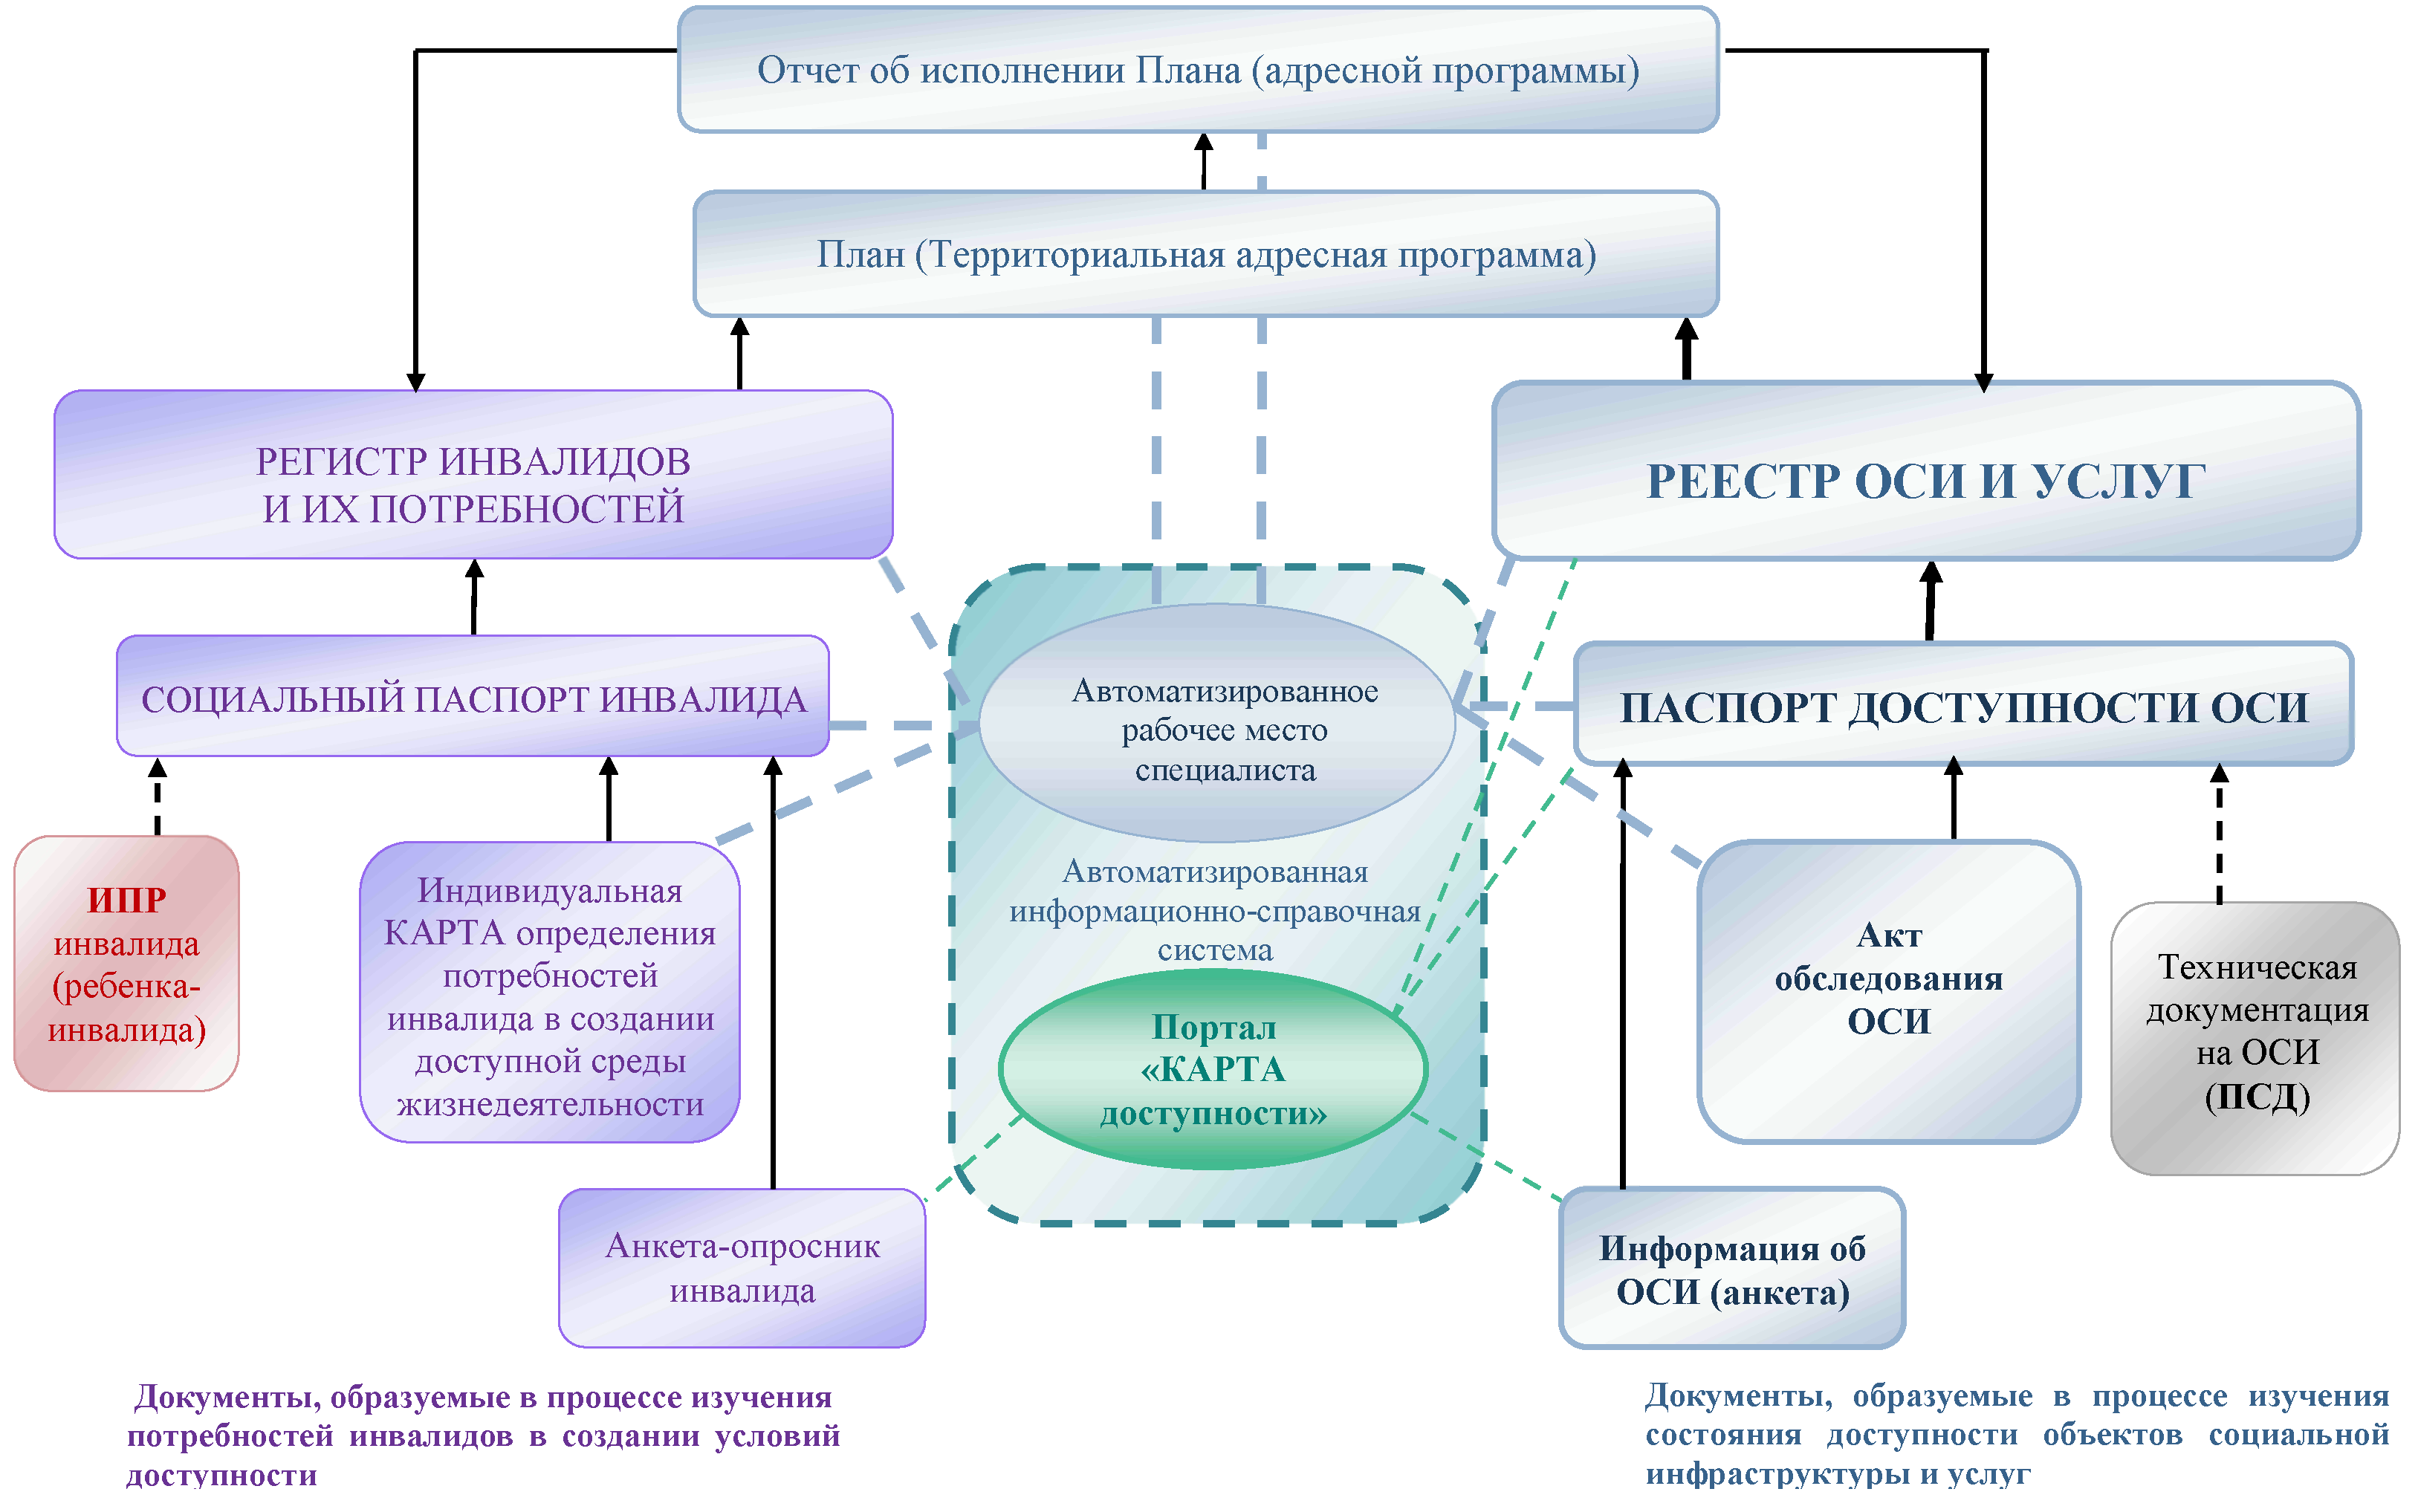 Отчет об исполнении Плана (адресной программы)
План (Территориальная адресная программа)
РЕГИСТР ИНВАЛИДОВ
И ИХ ПОТРЕБНОСТЕЙ
РЕЕСТР ОСИ И УСЛУГ
СОЦИАЛЬНЫЙ ПАСПОРТ ИНВАЛИДА
Автоматизированное
рабочее место
специалиста
ПАСПОРТ ДОСТУПНОСТИ ОСИ
ИПР
инвалида
(ребенка-
инвалида)
Индивидуальная
КАРТА определения
потребностей
инвалида в создании
доступной среды
жизнедеятельности
Автоматизированная
информационно-справочная
система
Портал
«КАРТА
доступности»
Акт
обследования
ОСИ
Техническая
документация
на ОСИ
(ПСД)
Анкета-опросник
инвалида
Информация об
ОСИ (анкета)
Документы, образуемые в процессе изучения
потребностей инвалидов в создании условий
доступности
Документы, образуемые в процессе изучения
состояния доступности объектов социальной
инфраструктуры и услуг